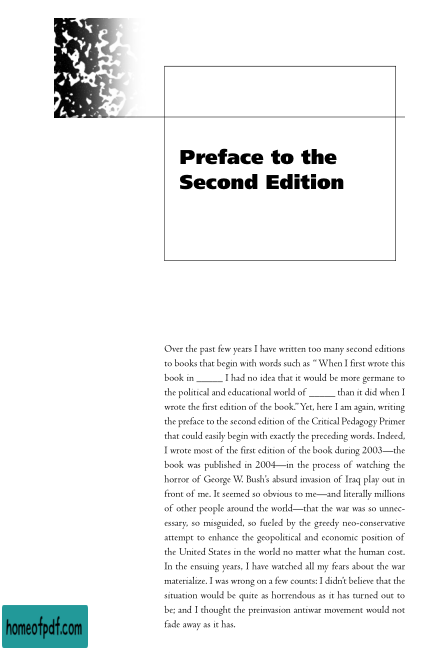 Preface to the
Second Edition
Over the past few years I have written too many second editions
to books that begin with words such as “ When I first wrote this
book in _____ I had no idea that it would be more germane to
the political and educational world of _____ than it did when I
wrote the first edition of the book.” Yet, here I am again, writing
the preface to the second edition of the Critical Pedagogy Primer
that could easily begin with exactly the preceding words. Indeed,
I wrote most of the first edition of the book during 2003—the
book was published in 2004—in the process of watching the
horror of George W. Bush’s absurd invasion of Iraq play out in
front of me. It seemed so obvious to me—and literally millions
of other people around the world—that the war was so unnec-
essary, so misguided, so fueled by the greedy neo-conservative
attempt to enhance the geopolitical and economic position of
the United States in the world no matter what the human cost.
In the ensuing years, I have watched all my fears about the war
materialize. I was wrong on a few counts: I didn’t believe that the
situation would be quite as horrendous as it has turned out to
be; and I thought the preinvasion antiwar movement would not
fade away as it has.
homeofpdf.com